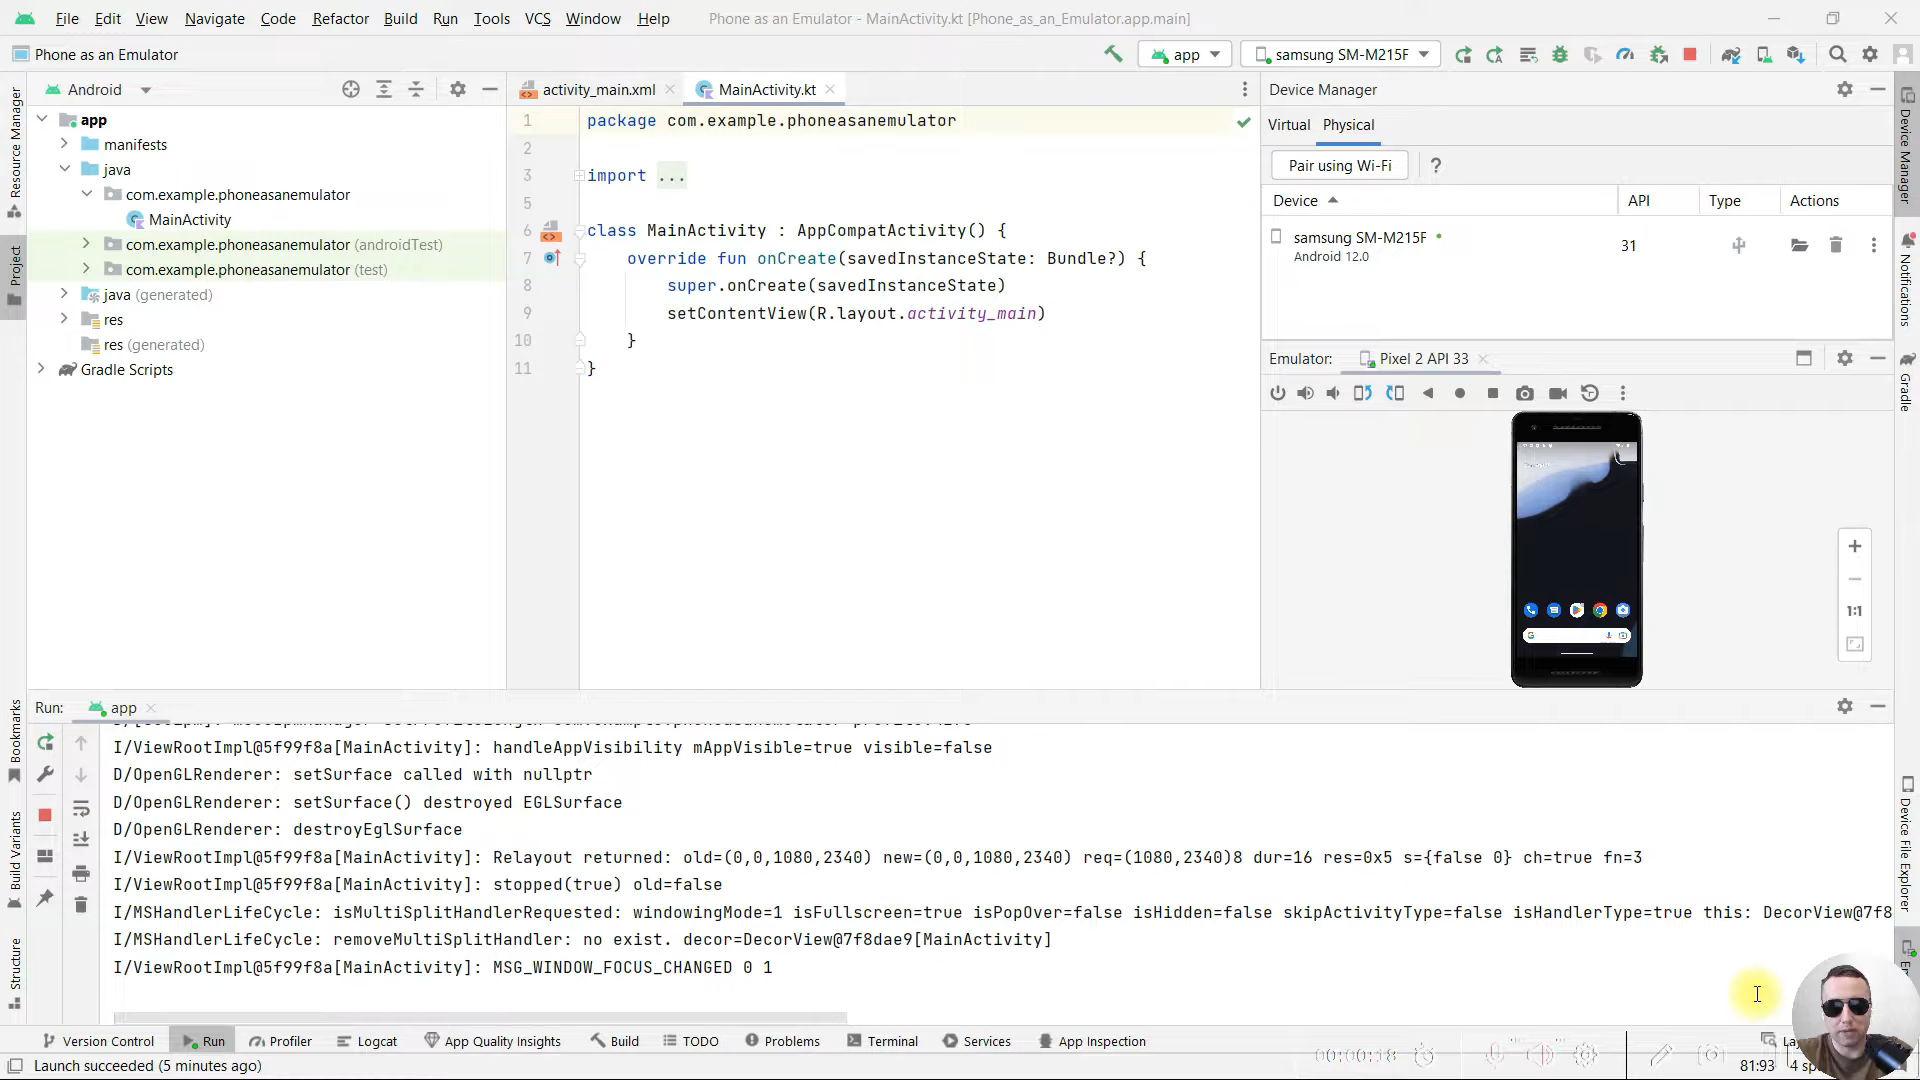 File Edit View Navigate Code Refactor Build Run Tools VCS Window Help Phone as an Emulator - MainActivity.kt [Phone_as_an_Emulator.app.main]
Phone as an Emulator app samsung SM-M215F
Android activity_main.xml MainActivity.kt Device Manager
app
manifests
java
com.example.phoneasanemulator
MainActivity
com.example.phoneasanemulator (androidTest)
com.example.phoneasanemulator (test)
java (generated)
res
res (generated)
Gradle Scripts
1 package com.example.phoneasanemulator
2
3 import ...
5
6 class MainActivity : AppCompatActivity() {
7 override fun onCreate(savedInstanceState: Bundle?) {
8 super.onCreate(savedInstanceState)
9 setContentView(R.layout.activity_main)
10 }
11 }
Virtual Physical
Pair using Wi-Fi ?
Device API Type Actions
samsung SM-M215F 31
Android 12.0
Emulator: Pixel 2 API 33
1:1
Run: app
I/ViewRootImpl@5f99f8a[MainActivity]: handleAppVisibility mAppVisible=true visible=false
D/OpenGLRenderer: setSurface called with nullptr
D/OpenGLRenderer: setSurface() destroyed EGLSurface
D/OpenGLRenderer: destroyEglSurface
I/ViewRootImpl@5f99f8a[MainActivity]: Relayout returned: old=(0,0,1080,2340) new=(0,0,1080,2340) req=(1080,2340)8 dur=16 res=0x5 s={false 0} ch=true fn=3
I/ViewRootImpl@5f99f8a[MainActivity]: stopped(true) old=false
I/MSHandlerLifeCycle: isMultiSplitHandlerRequested: windowingMode=1 isFullscreen=true isPopOver=false isHidden=false skipActivityType=false isHandlerType=true this: DecorView@7f8
I/MSHandlerLifeCycle: removeMultiSplitHandler: no exist. decor=DecorView@7f8dae9[MainActivity]
I/ViewRootImpl@5f99f8a[MainActivity]: MSG_WINDOW_FOCUS_CHANGED 0 1
Version Control Run Profiler Logcat App Quality Insights Build TODO Problems Terminal Services App Inspection
Launch succeeded (5 minutes ago) 00:00:18 81:93
Resource Manager
Project
Bookmarks
Build Variants
Structure
Device Manager
Notifications
Gradle
Device File Explorer